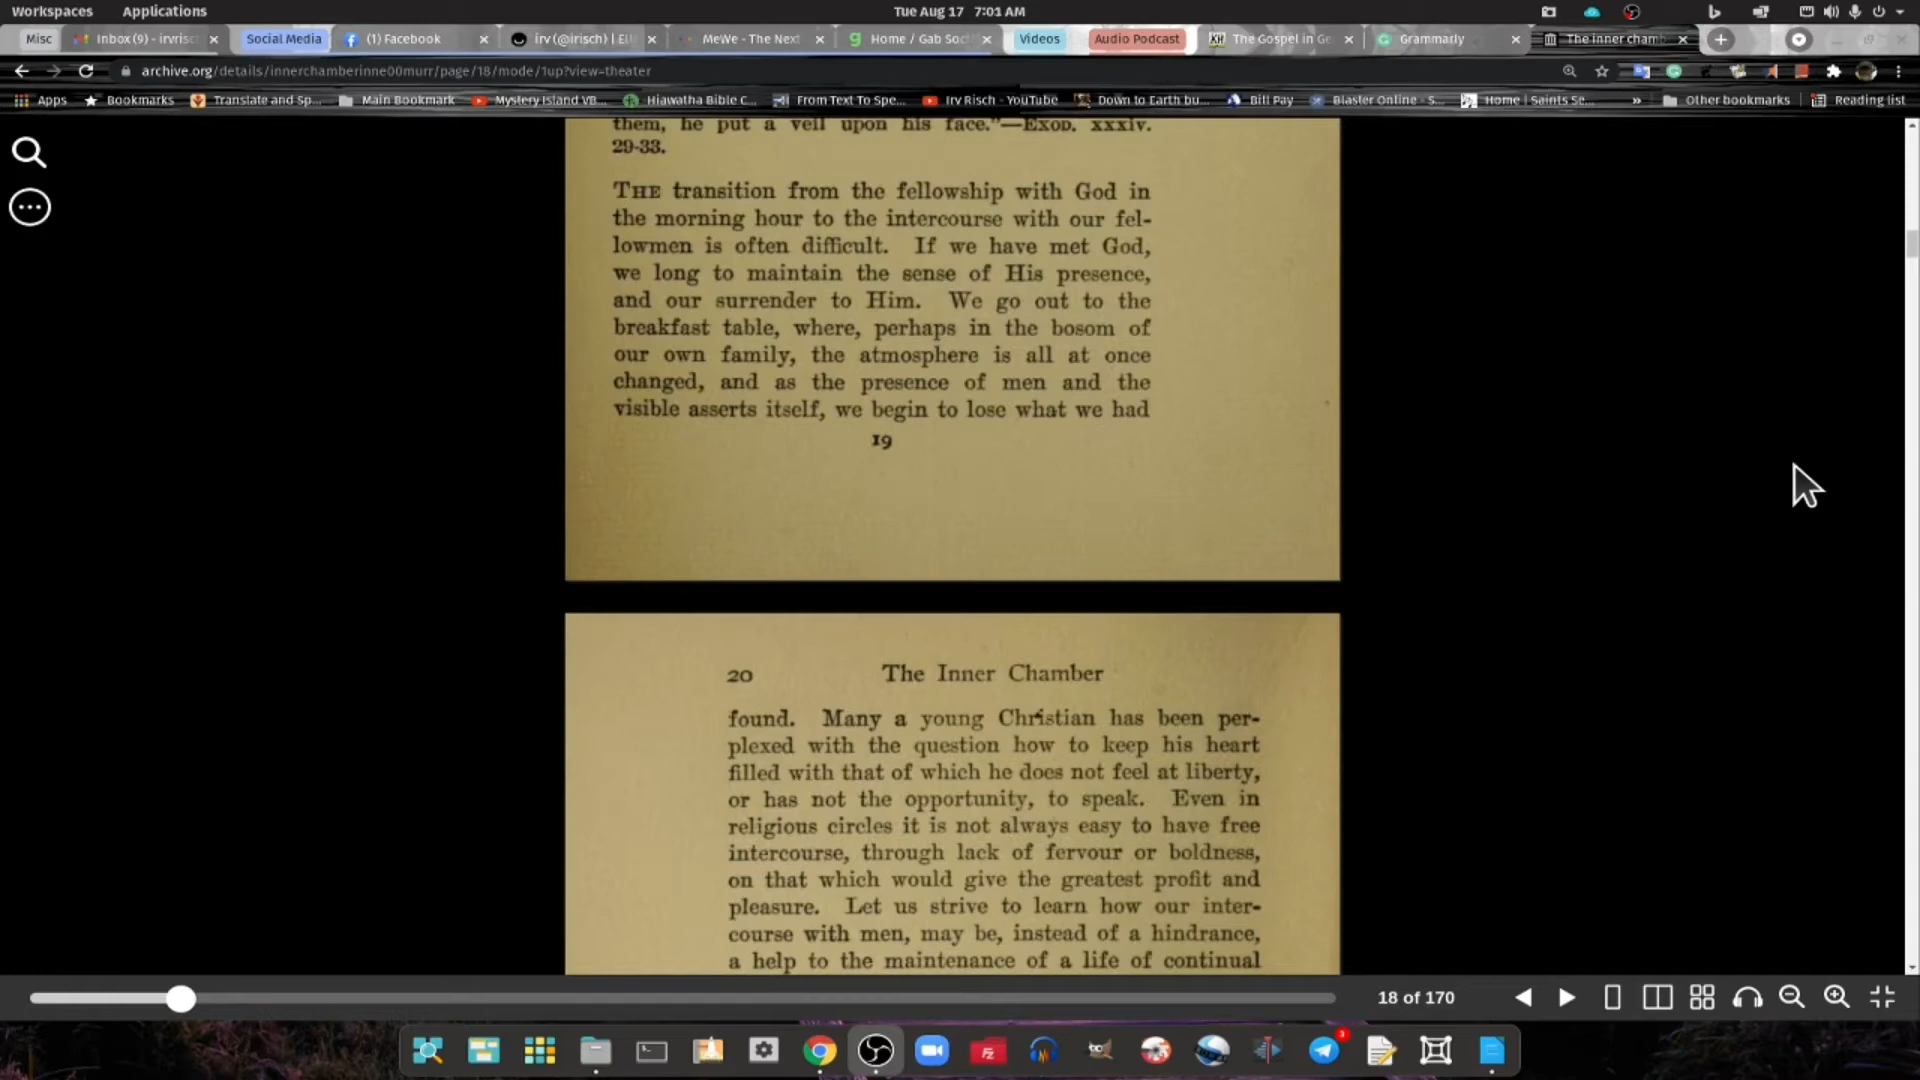 Workspaces Applications Tue Aug 17 7:01 AM
Misc Inbox (9) - irvrisc Social Media (1) Facebook irv (@irisch) | Ell MeWe - The Next Home / Gab Soc Videos Audio Podcast The Gospel in Ge Grammarly The inner cham
archive.org/details/innerchamberinne00murr/page/18/mode/1up?view=theater
Apps Bookmarks Translate and Sp... Main Bookmark Mystery Island VB... Hiawatha Bible C... From Text To Spe... Irv Risch - YouTube Down to Earth bu... Bill Pay Blaster Online - S... Home | Saints Se... » Other bookmarks Reading list
them, he put a veil upon his face."—Exod. xxxiv.
29-33.
The transition from the fellowship with God in
the morning hour to the intercourse with our fel-
lowmen is often difficult. If we have met God,
we long to maintain the sense of His presence,
and our surrender to Him. We go out to the
breakfast table, where, perhaps in the bosom of
our own family, the atmosphere is all at once
changed, and as the presence of men and the
visible asserts itself, we begin to lose what we had
19
20 The Inner Chamber
found. Many a young Christian has been per-
plexed with the question how to keep his heart
filled with that of which he does not feel at liberty,
or has not the opportunity, to speak. Even in
religious circles it is not always easy to have free
intercourse, through lack of fervour or boldness,
on that which would give the greatest profit and
pleasure. Let us strive to learn how our inter-
course with men, may be, instead of a hindrance,
a help to the maintenance of a life of continual
18 of 170
Fz 3